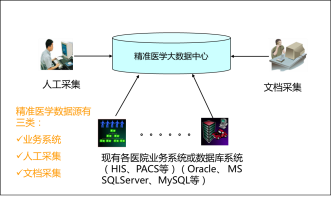 精准医学大数据中心
人工采集
文档采集
精准医学数据源有
三类：
✓业务系统
✓人工采集
✓文档采集
······
现有各医院业务系统或数据库系统
（HIS、PACS等）（Oracle、 MS
SQLServer、MySQL等）